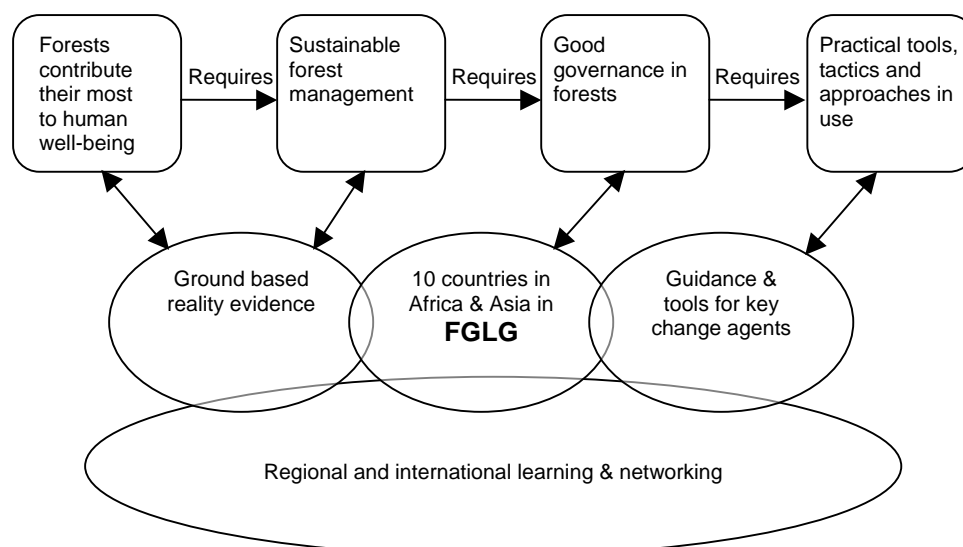 Forests
contribute
their most
to human
well-being
Requires
Sustainable
forest
management
Requires
Good
governance in
forests
Requires
Practical tools,
tactics and
approaches in
use
Ground based
reality evidence
10 countries in
Africa & Asia in
FGLG
Guidance &
tools for key
change agents
Regional and international learning & networking